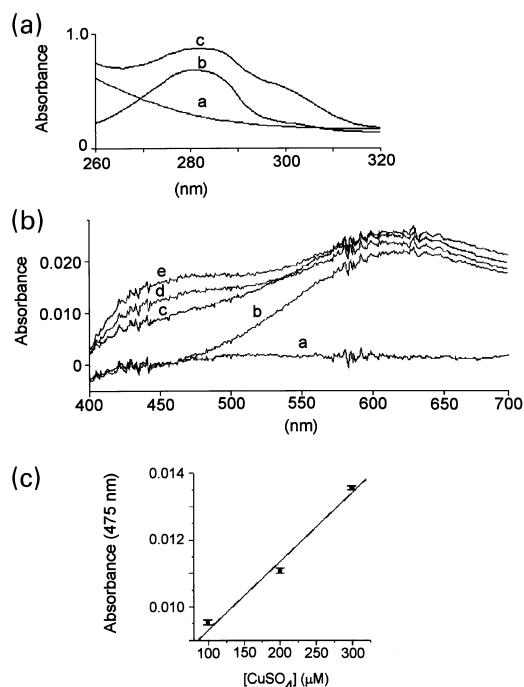 (a)
1.0
Absorbance
c
b
a
0
260 280 300 320
(nm)
(b)
0.020
e
d
Absorbance
0.010
c
b
a
0
400 450 500 550 600 650 700
(nm)
(c)
0.014
Absorbance (475 nm)
0.012
0.010
100 150 200 250 300
[CuSO4] (μM)